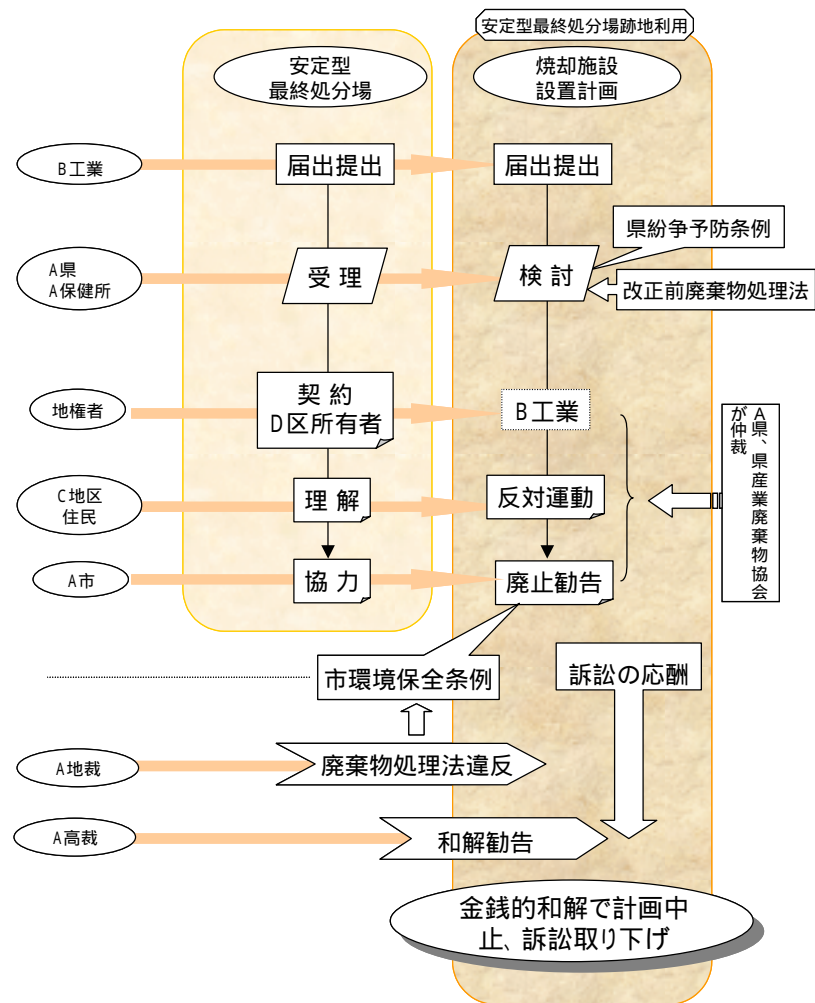 安定型最終処分場跡地利用
安定型
最終処分場
焼却施設
設置計画
B工業
届出提出
届出提出
県紛争予防条例
A県
A保健所
受 理
検 討
改正前廃棄物処理法
地権者
契 約
D区所有者
B工業
A県、県産業廃棄物協会
が仲裁
C地区
住民
理 解
反対運動
A市
協 力
廃止勧告
市環境保全条例
訴訟の応酬
A地裁
廃棄物処理法違反
A高裁
和解勧告
金銭的和解で計画中
止、訴訟取り下げ